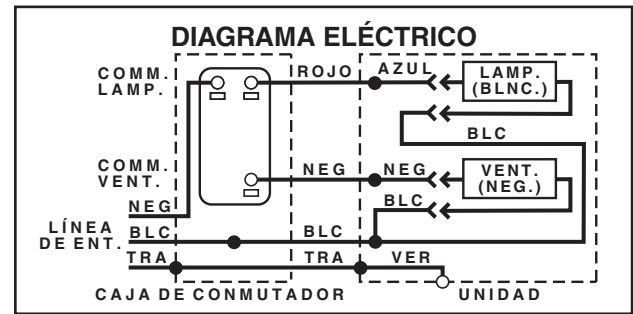 DIAGRAMA ELÉCTRICO
COMM.
LAMP.
ROJO
AZUL
LAMP.
(BLNC.)
BLC
COMM.
VENT.
NEG
NEG
VENT.
(NEG.)
BLC
NEG
LÍNEA
DE ENT.
BLC
BLC
TRA
TRA
VER
CAJA DE CONMUTADOR
UNIDAD